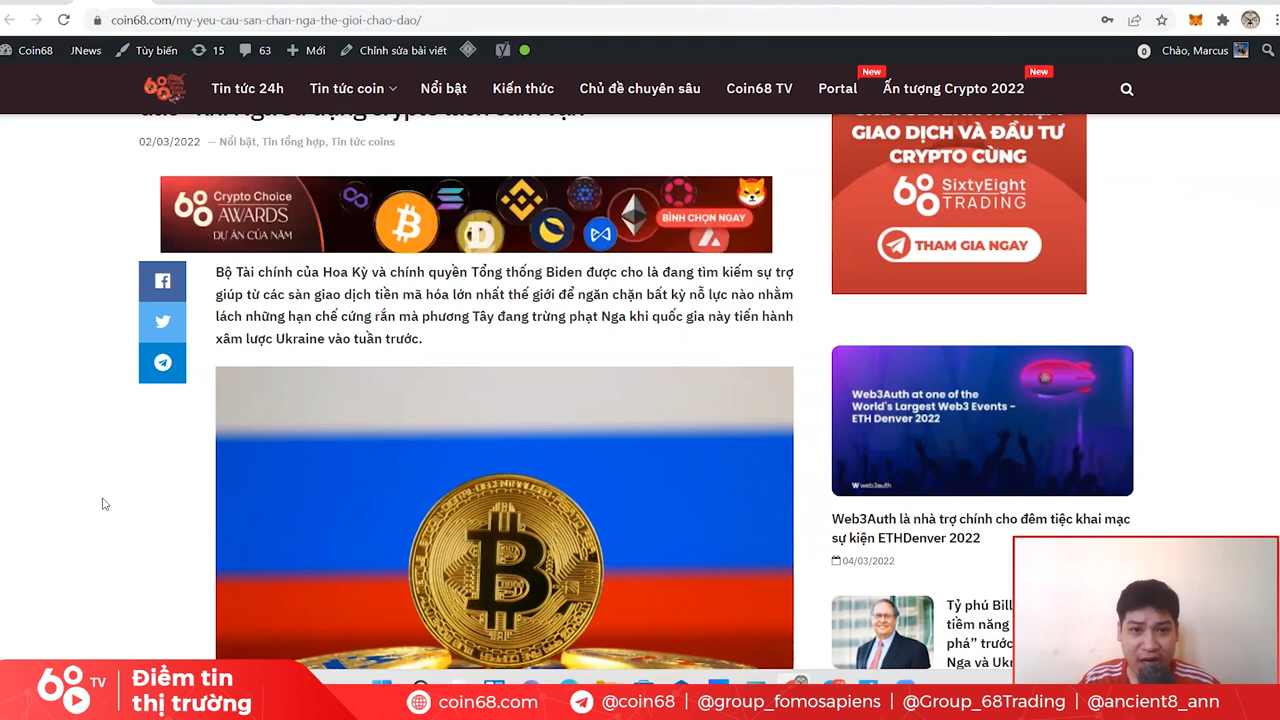 coin68.com/my-yeu-cau-san-chan-nga-the-gioi-chao-dao/
Coin68 JNews Tùy biến 15 63 Mới Chỉnh sửa bài viết 0 Chào, Marcus
68 Tin tức 24h Tin tức coin Nổi bật Kiến thức Chủ đề chuyên sâu Coin68 TV Portal New Ấn tượng Crypto 2022 New
02/03/2022 — Nổi bật, Tin tổng hợp, Tin tức coins
68 Crypto Choice
AWARDS
DỰ ÁN CỦA NĂM
BÌNH CHỌN NGAY
Bộ Tài chính của Hoa Kỳ và chính quyền Tổng thống Biden được cho là đang tìm kiếm sự trợ
giúp từ các sàn giao dịch tiền mã hóa lớn nhất thế giới để ngăn chặn bất kỳ nỗ lực nào nhằm
lách những hạn chế cứng rắn mà phương Tây đang trừng phạt Nga khi quốc gia này tiến hành
xâm lược Ukraine vào tuần trước.
GIAO DỊCH VÀ ĐẦU TƯ
CRYPTO CÙNG
68 SixtyEight
TRADING
THAM GIA NGAY
Web3Auth at one of the
World's Largest Web3 Events -
ETH Denver 2022
web3auth
Web3Auth là nhà trợ chính cho đêm tiệc khai mạc
sự kiện ETHDenver 2022
04/03/2022
Tỷ phú Bill
tiềm năng
phá” trước
Nga và Ukr
68 TV
Điểm tin
thị trường
coin68.com @coin68 | @group_fomosapiens | @Group_68Trading | @ancient8_ann